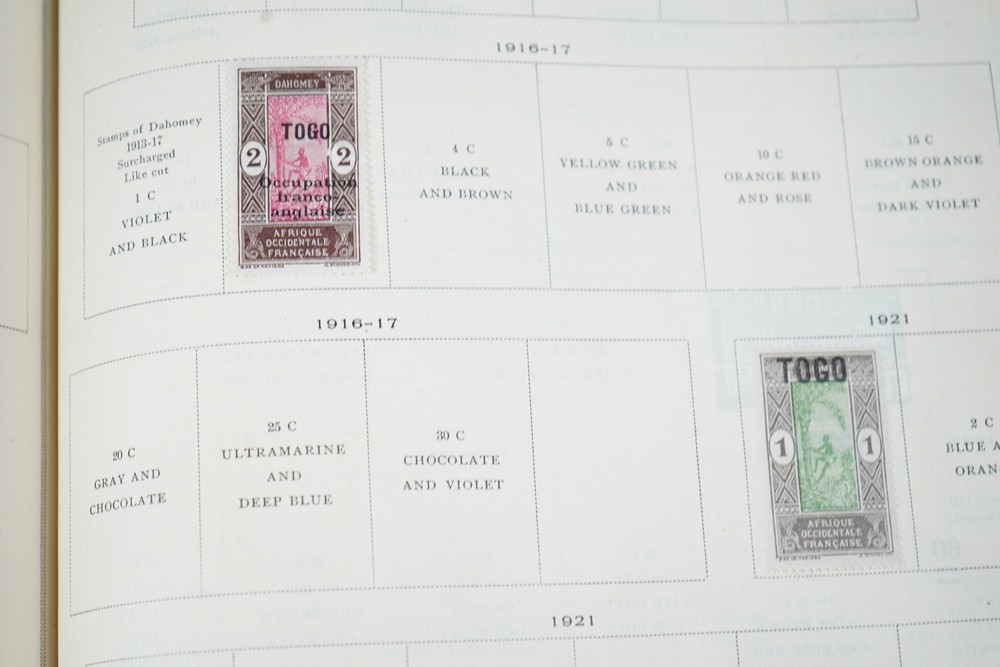 1916-17
Stamps of Dahomey
1913-17
Surcharged
Like cut
1 C
VIOLET
AND BLACK
DAHOMEY
TOGO
2 2
Occupation
franco-
anglaise
AFRIQUE
OCCIDENTALE
FRANÇAISE
4 C
BLACK
AND BROWN
5 C
YELLOW GREEN
AND
BLUE GREEN
10 C
ORANGE RED
AND ROSE
15 C
BROWN ORANGE
AND
DARK VIOLET
1916-17
20 C
GRAY AND
CHOCOLATE
25 C
ULTRAMARINE
AND
DEEP BLUE
30 C
CHOCOLATE
AND VIOLET
1921
TOGO
1 1
AFRIQUE
OCCIDENTALE
FRANÇAISE
2 C
BLUE A
ORAN
1921